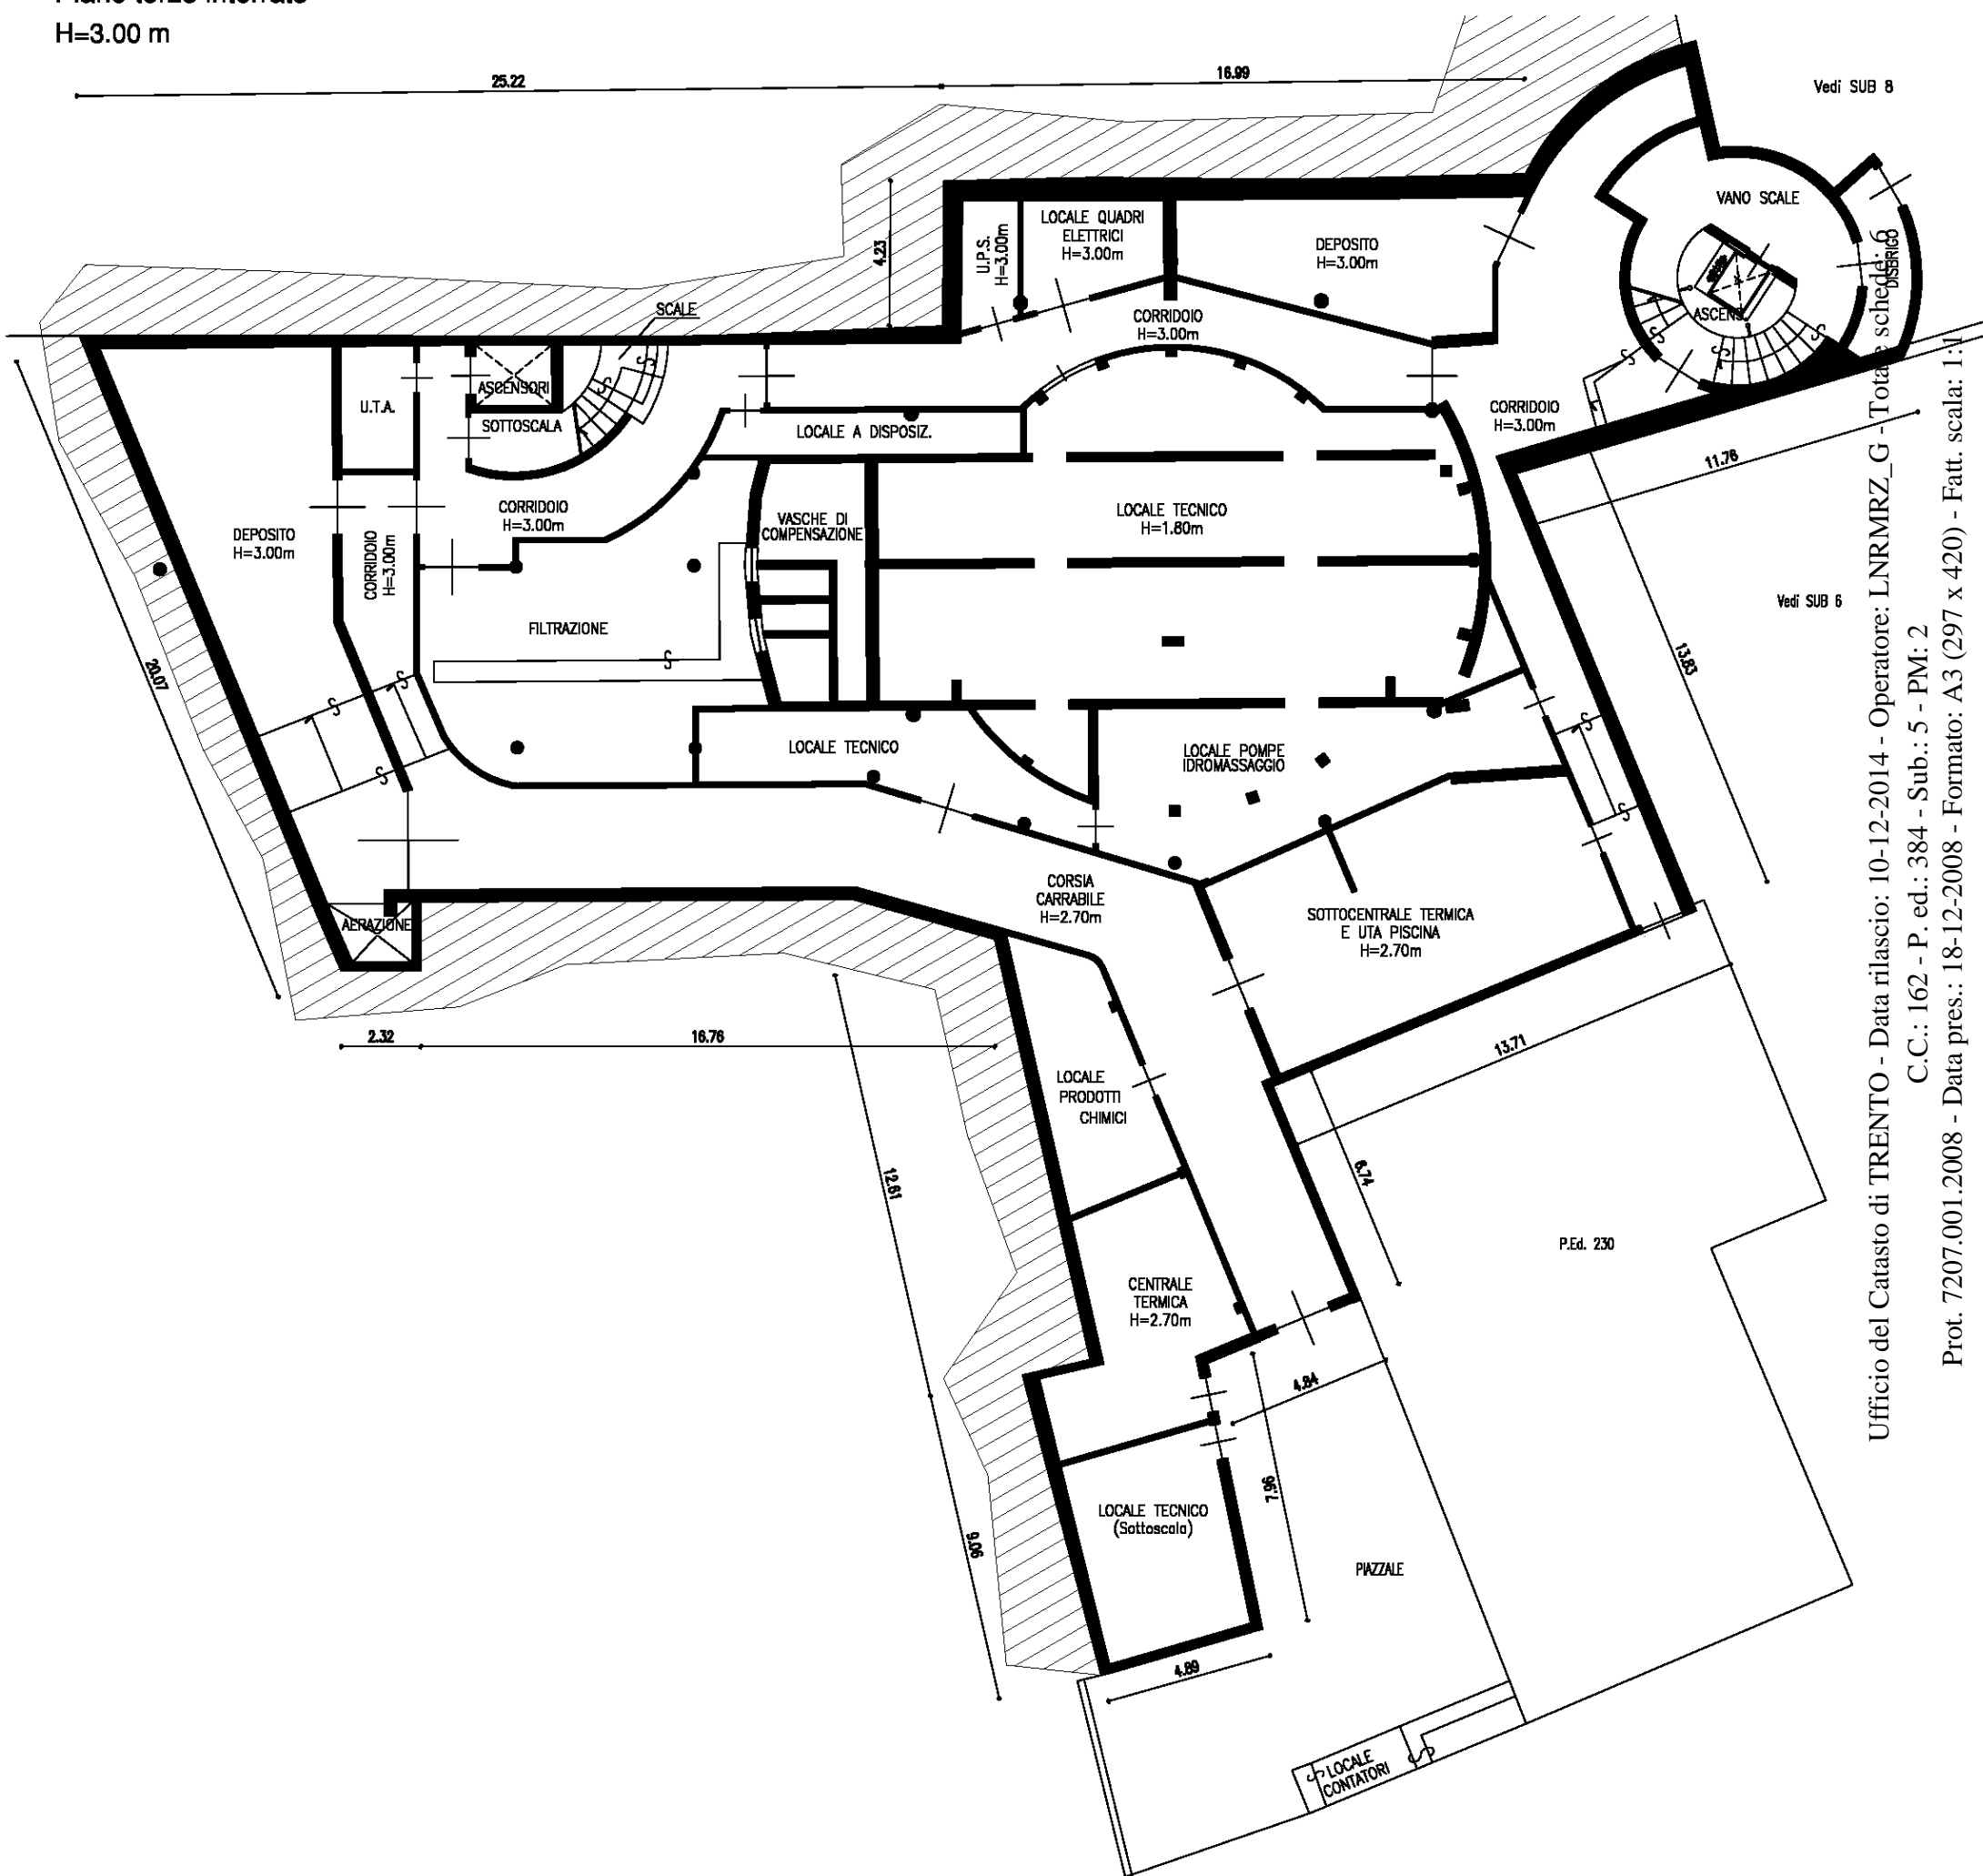 H=3.00 m
25.22
16.99
Vedi SUB 8
4.23
U.P.S.
H=3.00m
LOCALE QUADRI
ELETTRICI
H=3.00m
DEPOSITO
H=3.00m
VANO SCALE
DISBRIGO
ASCENS.
SCALE
CORRIDOIO
H=3.00m
ASCENSORI
U.T.A.
SOTTOSCALA
LOCALE A DISPOSIZ.
CORRIDOIO
H=3.00m
11.76
CORRIDOIO
H=3.00m
VASCHE DI
COMPENSAZIONE
LOCALE TECNICO
H=1.80m
DEPOSITO
H=3.00m
CORRIDOIO
H=3.00m
FILTRAZIONE
Vedi SUB 6
20.07
13.83
LOCALE TECNICO
LOCALE POMPE
IDROMASSAGGIO
CORSIA
CARRABILE
H=2.70m
SOTTOCENTRALE TERMICA
E UTA PISCINA
H=2.70m
AERAZIONE
2.32
16.76
13.71
LOCALE
PRODOTTI
CHIMICI
12.61
6.74
P.Ed. 230
CENTRALE
TERMICA
H=2.70m
4.84
7.96
LOCALE TECNICO
(Sottoscala)
9.06
PIAZZALE
4.89
LOCALE
CONTATORI
Ufficio del Catasto di TRENTO - Data rilascio: 10-12-2014 - Operatore: LNRMRZ_G - Totale schede: 6
C.C.: 162 - P. ed.: 384 - Sub.: 5 - PM: 2
Prot. 7207.001.2008 - Data pres.: 18-12-2008 - Formato: A3 (297 x 420) - Fatt. scala: 1:1